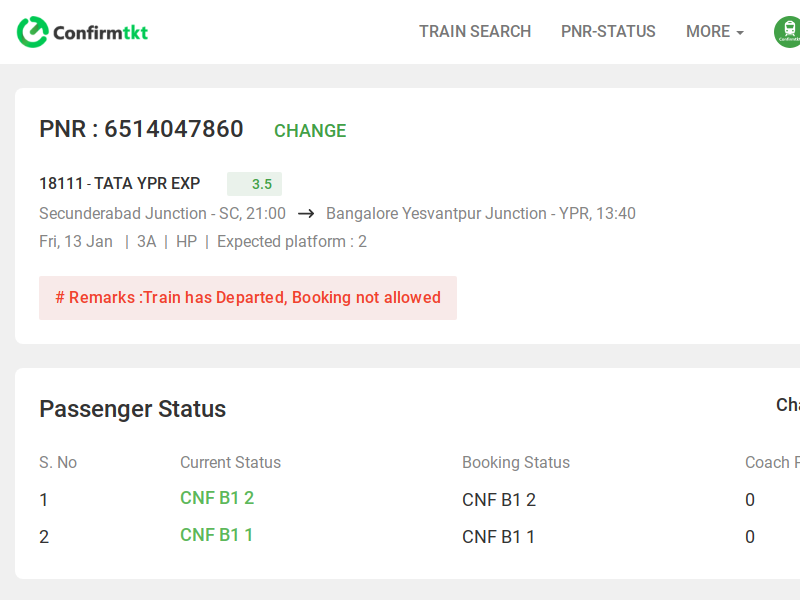 Confirmtkt TRAIN SEARCH PNR-STATUS MORE
PNR : 6514047860 CHANGE
18111 - TATA YPR EXP 3.5
Secunderabad Junction - SC, 21:00 → Bangalore Yesvantpur Junction - YPR, 13:40
Fri, 13 Jan | 3A | HP | Expected platform : 2
# Remarks :Train has Departed, Booking not allowed
Passenger Status
S. No Current Status Booking Status Coach
1 CNF B1 2 CNF B1 2 0
2 CNF B1 1 CNF B1 1 0